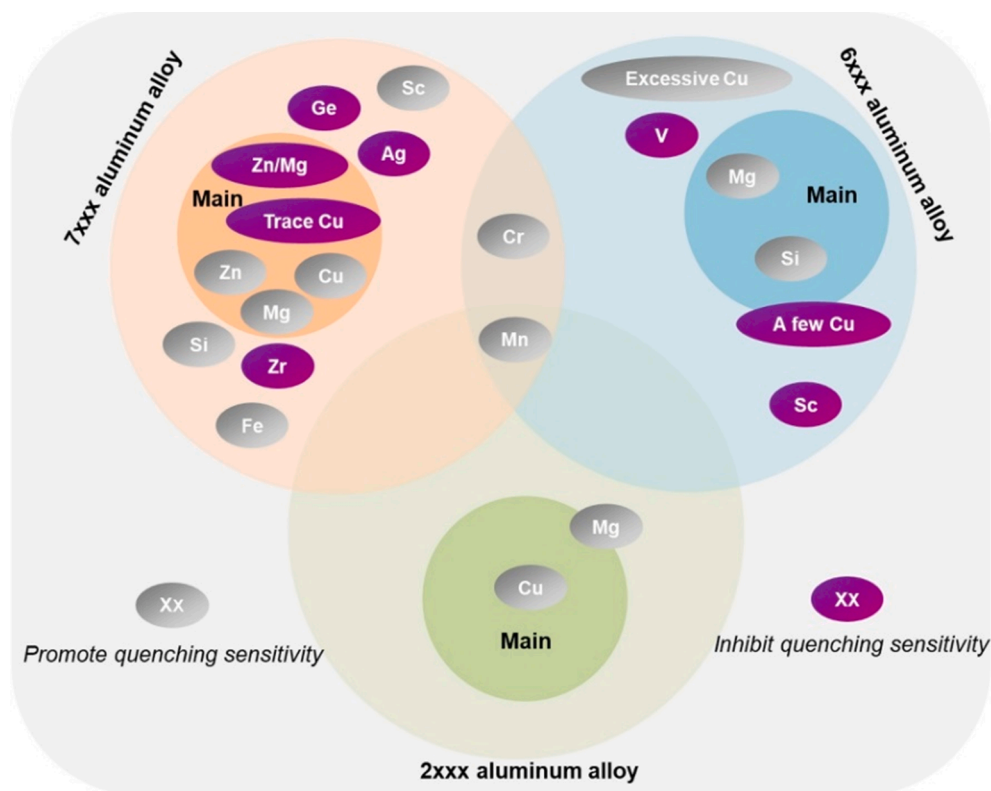 7xxx aluminum alloy
Ge
Sc
Zn/Mg
Ag
Main
Trace Cu
Zn
Cu
Mg
Si
Zr
Fe
Cr
Mn
6xxx aluminum alloy
Excessive Cu
V
Mg
Main
Si
A few Cu
Sc
Mg
Cu
Main
2xxx aluminum alloy
Xx
Promote quenching sensitivity
Xx
Inhibit quenching sensitivity